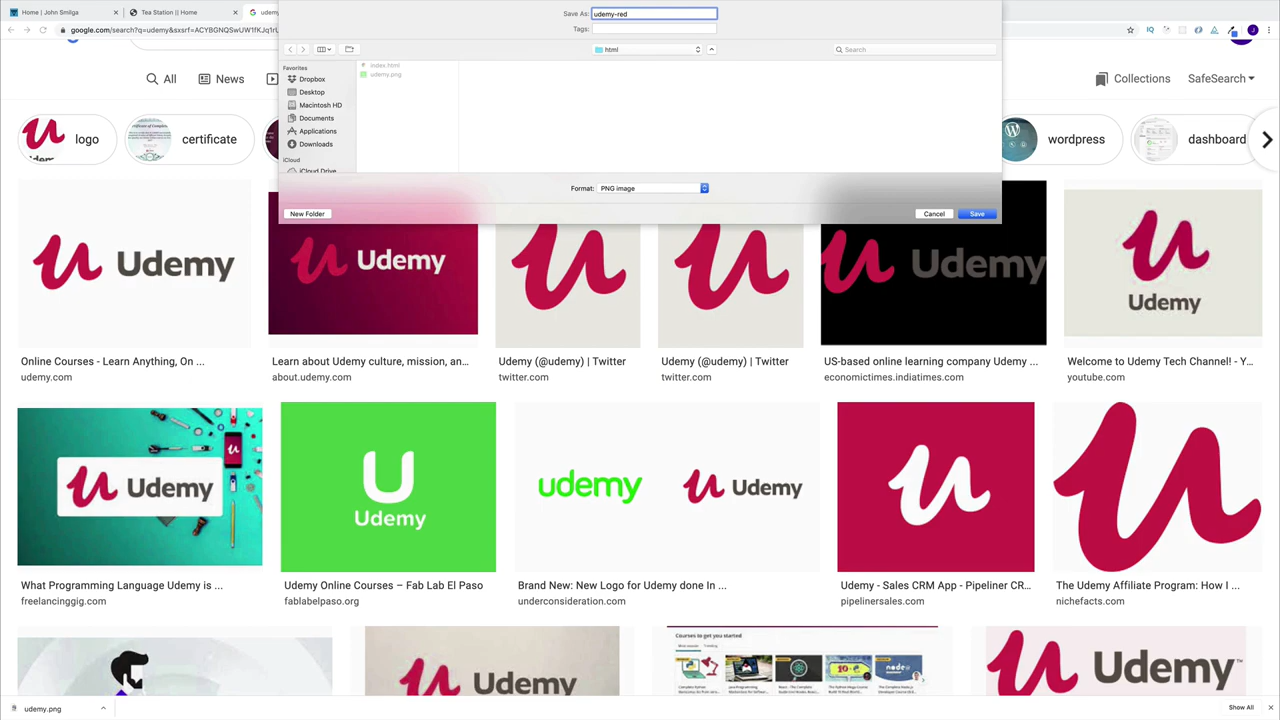 Home | John Smilga
Tea Station || Home
udemy
Save As:
udemy-red
Tags:
google.com/search?q=udemy&sxsrf=ACYBGNQSwUW1fKJq1rU
html
Search
Favorites
Dropbox
Desktop
Macintosh HD
Documents
Applications
Downloads
iCloud
iCloud Drive
index.html
udemy.png
Format:
PNG image
New Folder
Cancel
Save
All
News
Collections
SafeSearch
logo
certificate
wordpress
dashboard
Udemy
Udemy
Udemy
Udemy
Online Courses - Learn Anything, On ...
udemy.com
Learn about Udemy culture, mission, an...
about.udemy.com
Udemy (@udemy) | Twitter
twitter.com
Udemy (@udemy) | Twitter
twitter.com
US-based online learning company Udemy ...
economictimes.indiatimes.com
Welcome to Udemy Tech Channel! - Y...
youtube.com
Udemy
U
Udemy
udemy
Udemy
What Programming Language Udemy is ...
freelancinggig.com
Udemy Online Courses – Fab Lab El Paso
fablabelpaso.org
Brand New: New Logo for Udemy done In ...
underconsideration.com
Udemy - Sales CRM App - Pipeliner CR...
pipelinersales.com
The Udemy Affiliate Program: How I ...
nichefacts.com
Udemy
Courses to get you started
Udemy
udemy.png
Show All